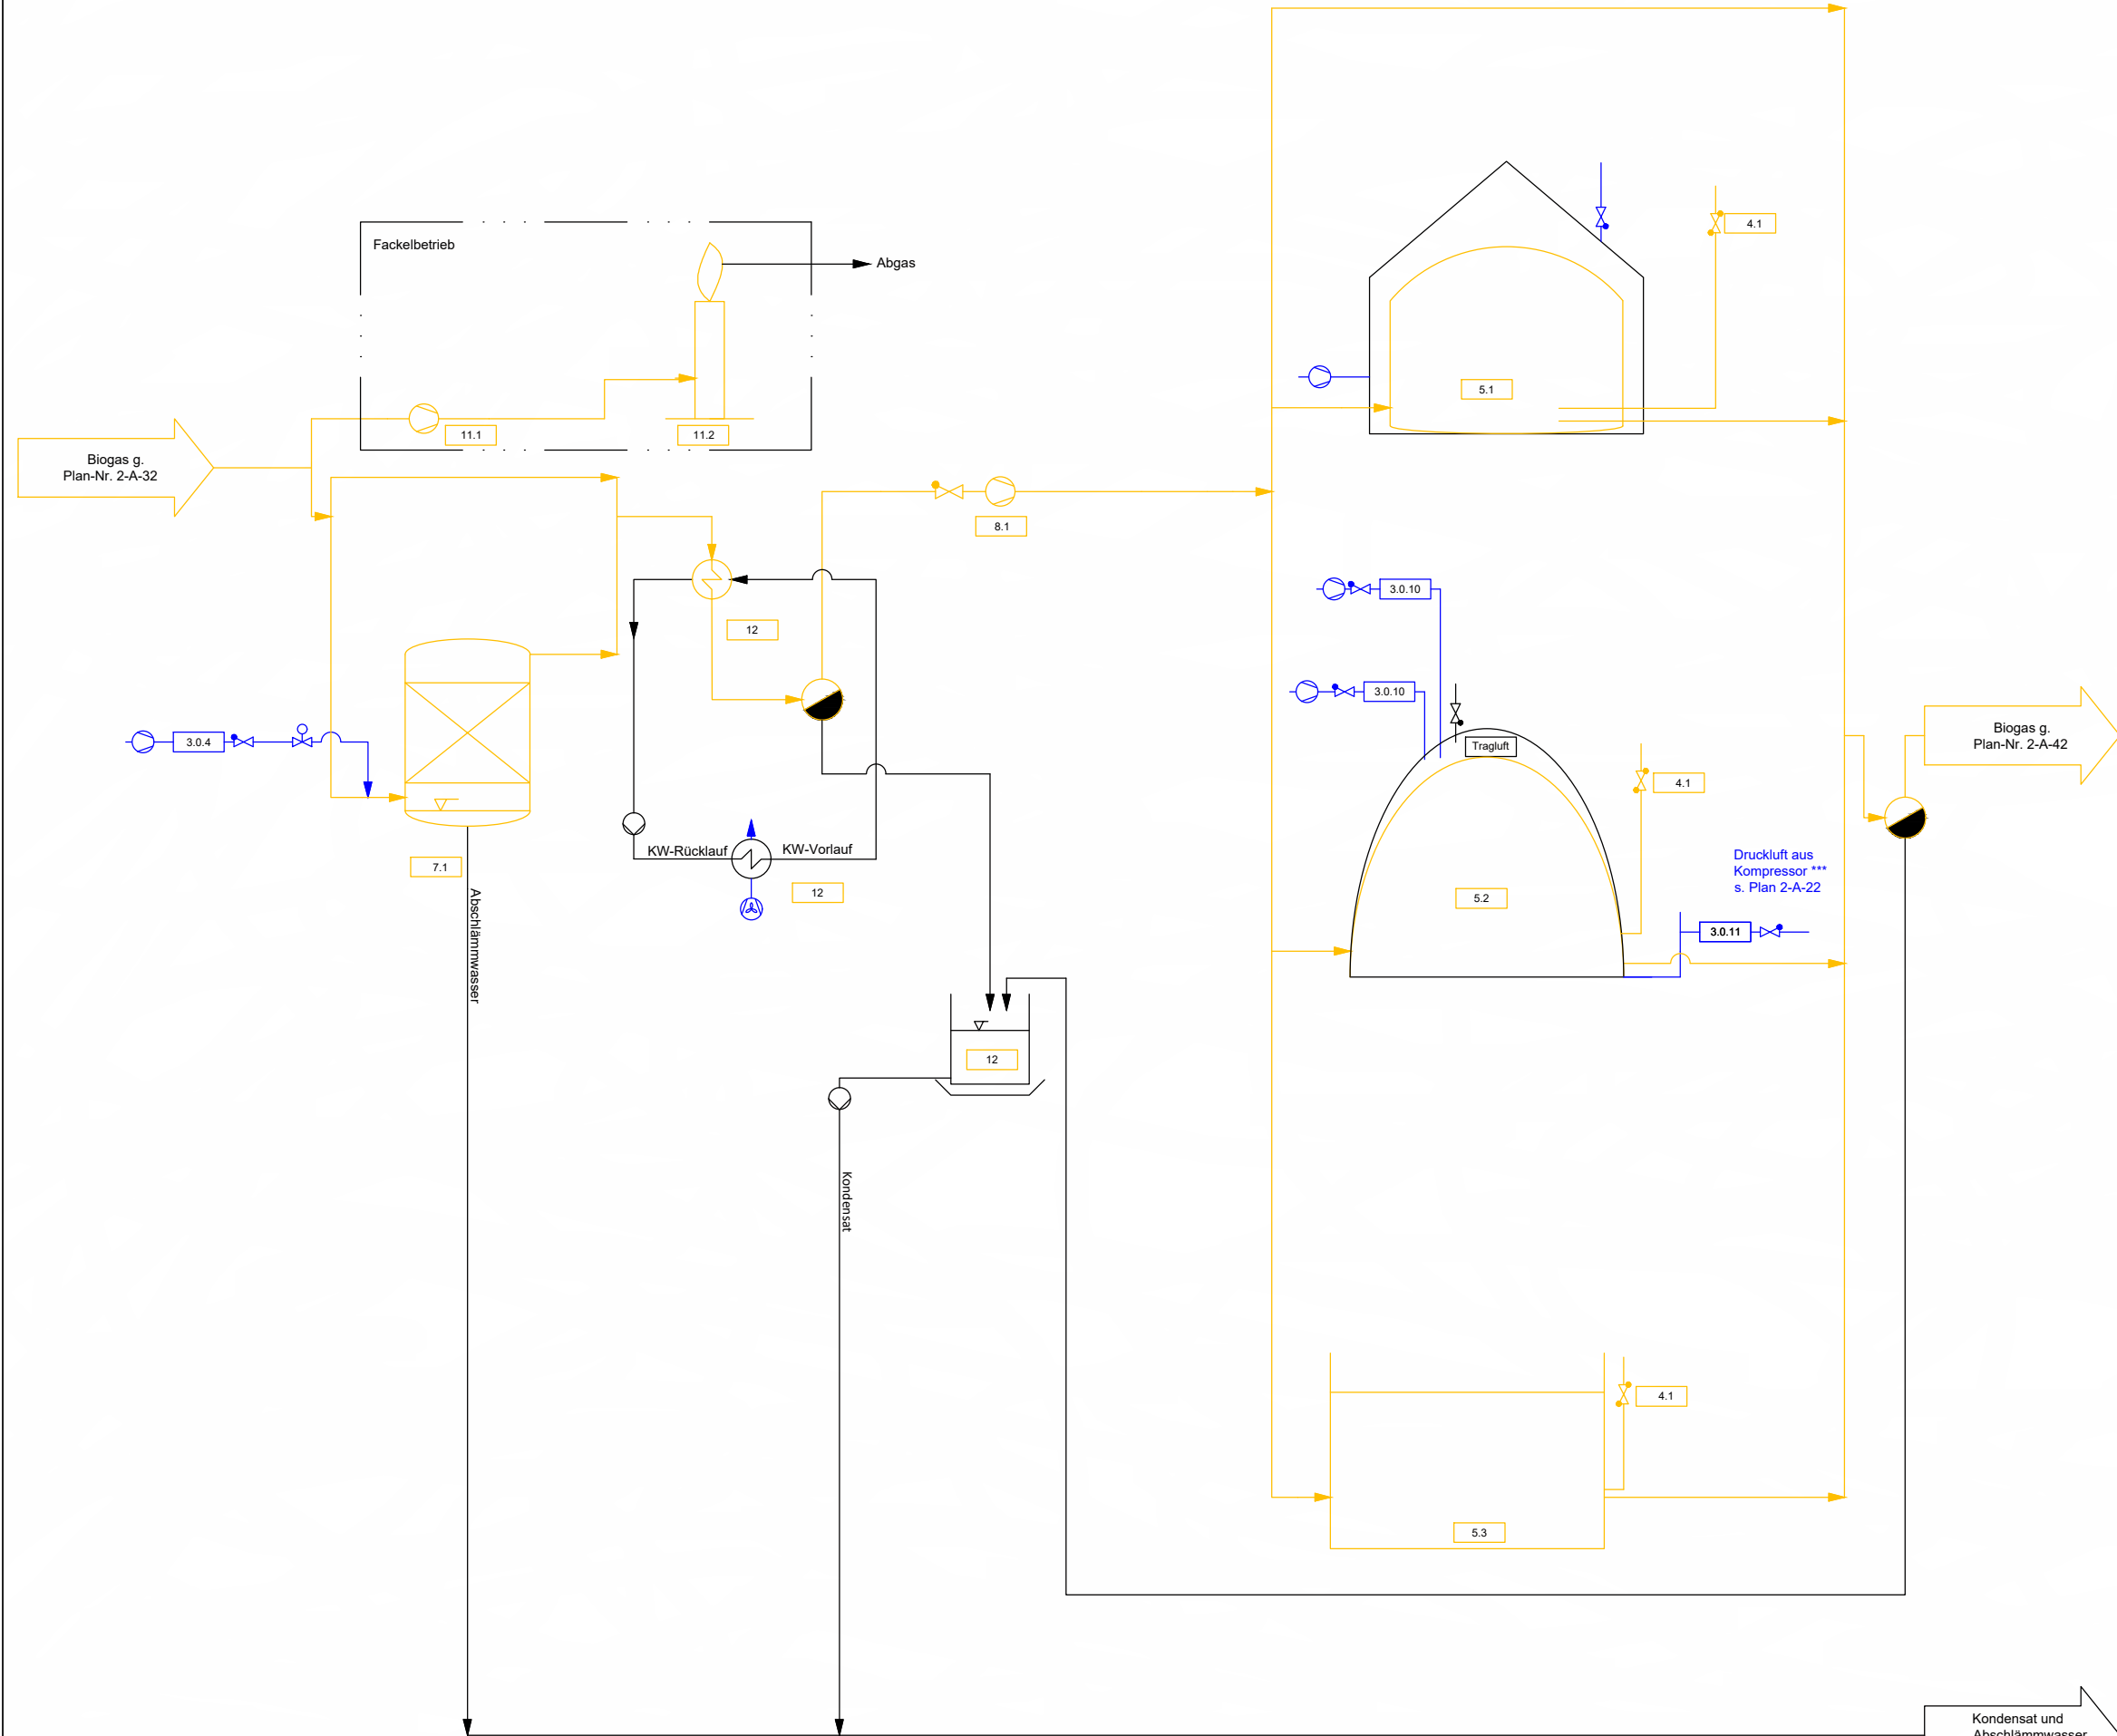 Fackelbetrieb
Abgas
4.1
5.1
11.1
11.2
Biogas g.
Plan-Nr. 2-A-32
8.1
3.0.10
12
3.0.10
3.0.4
Tragluft
Biogas g.
Plan-Nr. 2-A-42
4.1
KW-Rücklauf
KW-Vorlauf
7.1
12
Druckluft aus
Kompressor ***
s. Plan 2-A-22
5.2
3.0.11
Abschlämmwasser
12
Kondensat
4.1
5.3
Kondensat und
Abschlämmwasser